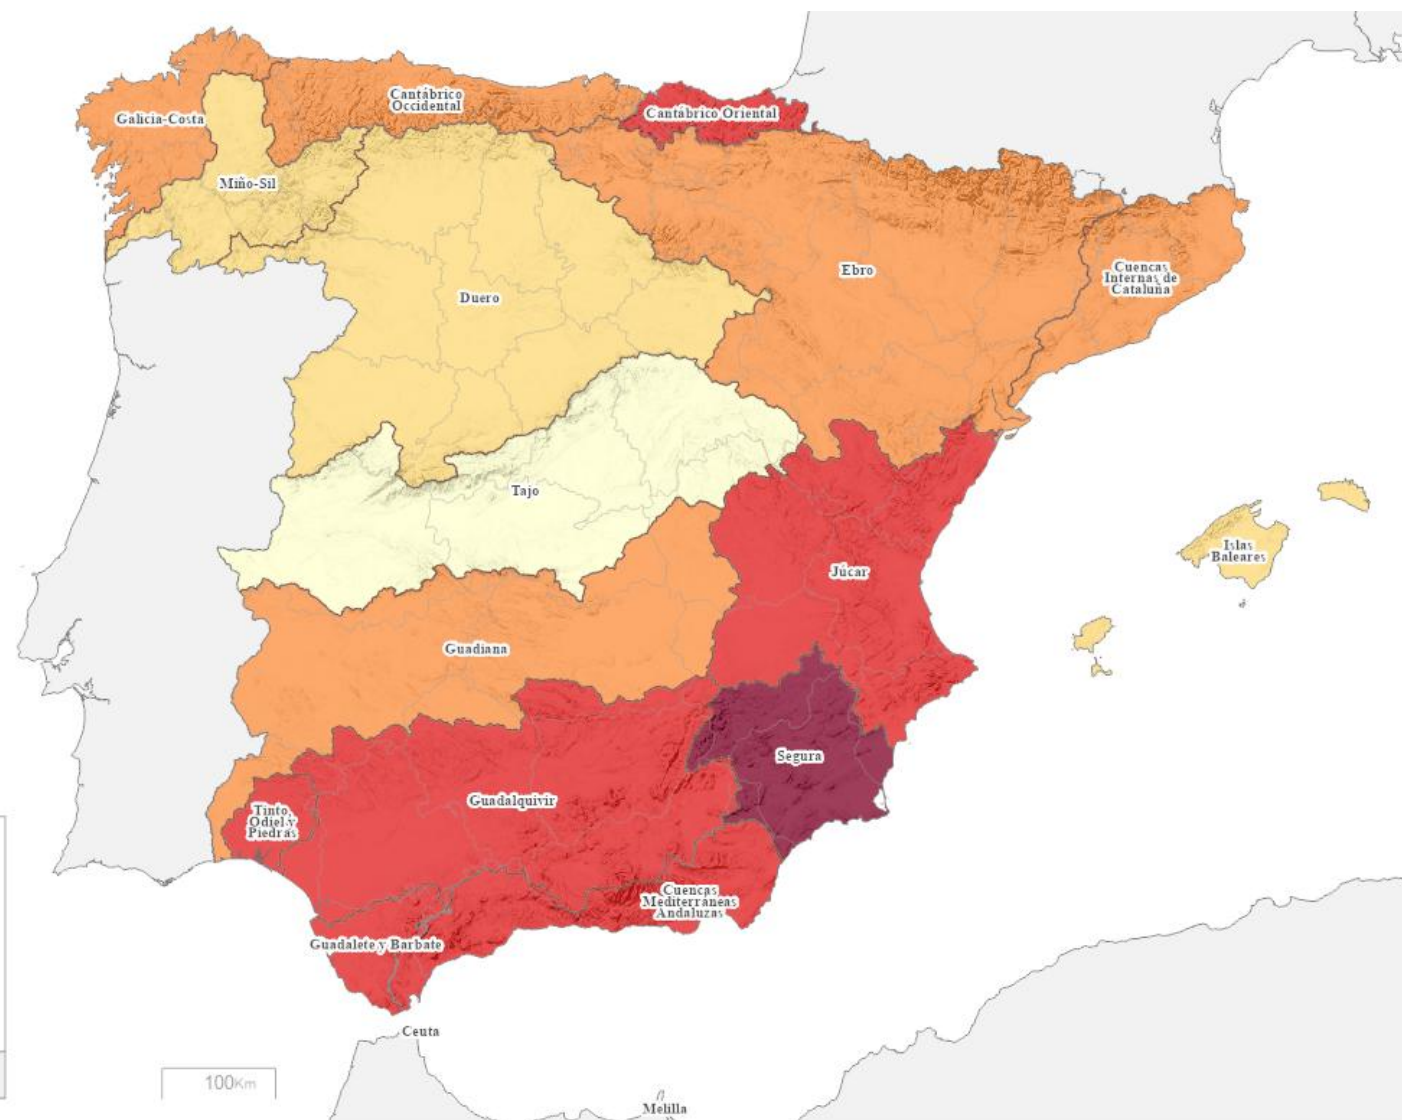 Cantábrico
Occidental
Galicia-Costa
Cantábrico Oriental
Miño-Sil
Ebro
Cuencas
Internas de
Cataluña
Duero
Tajo
Islas
Baleares
Júcar
Guadiana
Segura
Guadalquivir
Tinto,
Odiel y
Piedras
Cuencas
Mediterráneas
Andaluzas
Guadalete y Barbate
Ceuta
100Km
Melilla